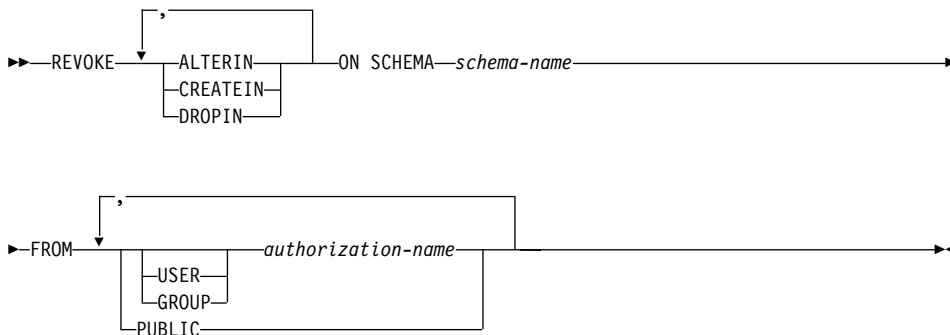 ,
REVOKE ALTERIN ON SCHEMA schema-name
CREATEIN
DROPIN
,
FROM authorization-name
USER
GROUP
PUBLIC